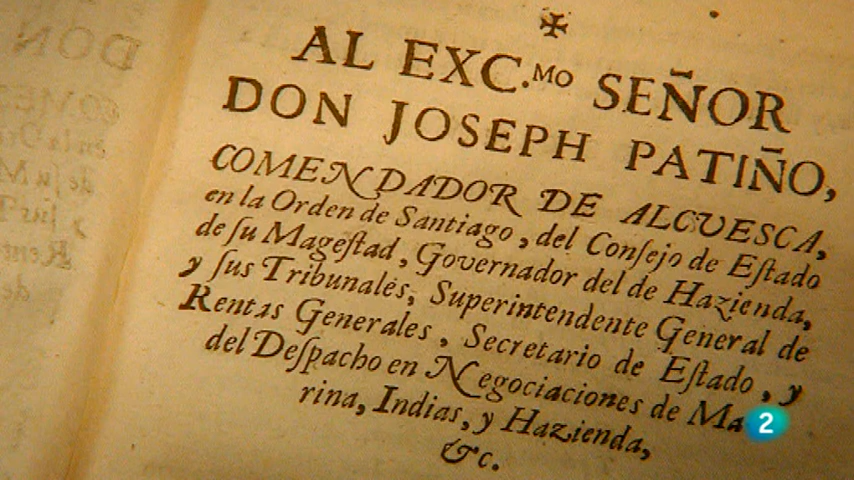 ✠
AL EXC.MO SEÑOR
DON JOSEPH PATIÑO,
COMENDADOR DE ALCUESCA,
en la Orden de Santiago, del Conſejo de Eſtado
de ſu Mageſtad, Governador del de Hazienda,
y ſus Tribunales, Superintendente General de
Rentas Generales, Secretario de Eſtado, y
del Deſpacho en Negociaciones de Ma
rina, Indias, y Hazienda,
&c.
2